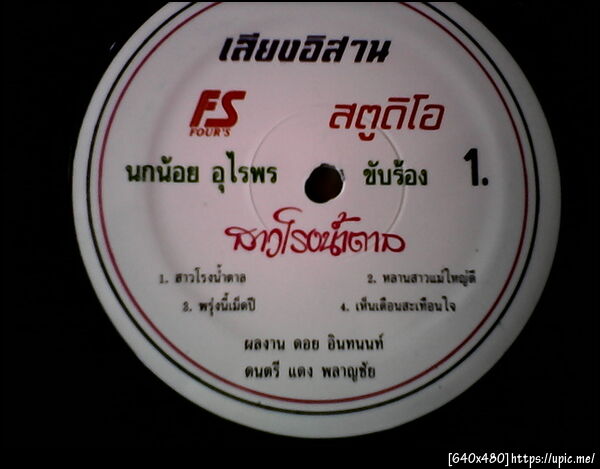 เสียงอิสาน
FS สตูดิโอ
FOUR'S
นกน้อย อุไรพร ขับร้อง 1.
สาวโรงน้ำตาล
1. สาวโรงน้ำตาล 2. หลานสาวแม่ใหญ่ดี
3. พรุ่งนี้เม็ดปี 4. เห็นเดือนสะเทือนใจ
ผลงาน ดอย อินทนนท์
ดนตรี แดง พลาญชัย
[640x480]https://upic.me/